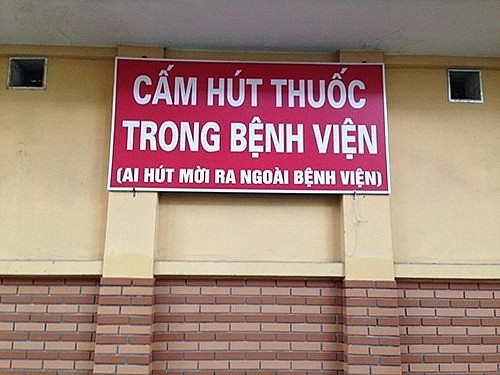 CẤM HÚT THUỐC
TRONG BỆNH VIỆN
(AI HÚT MỜI RA NGOÀI BỆNH VIỆN)